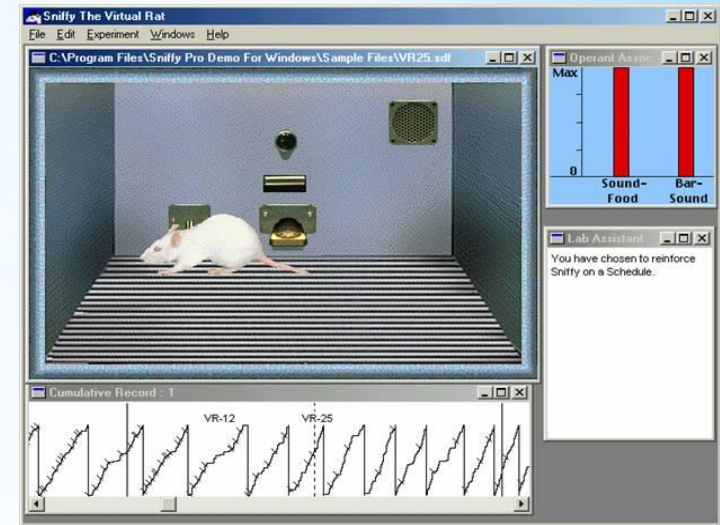 Sniffy The Virtual Rat
File Edit Experiment Windows Help
C:\Program Files\Sniffy Pro Demo For Windows\Sample Files\VR25.sdf
Operant Assoc.
Max
0
Sound-Food
Bar-Sound
Lab Assistant
You have chosen to reinforce
Sniffy on a Schedule.
Cumulative Record : 1
VR-12 VR-25